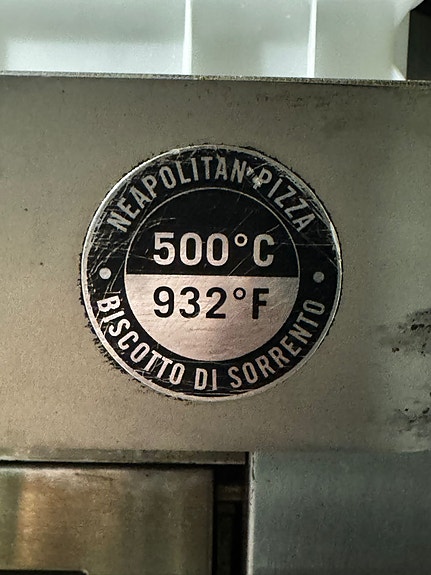 NEAPOLITAN PIZZA
500°C
932°F
BISCOTTO DI SORRENTO